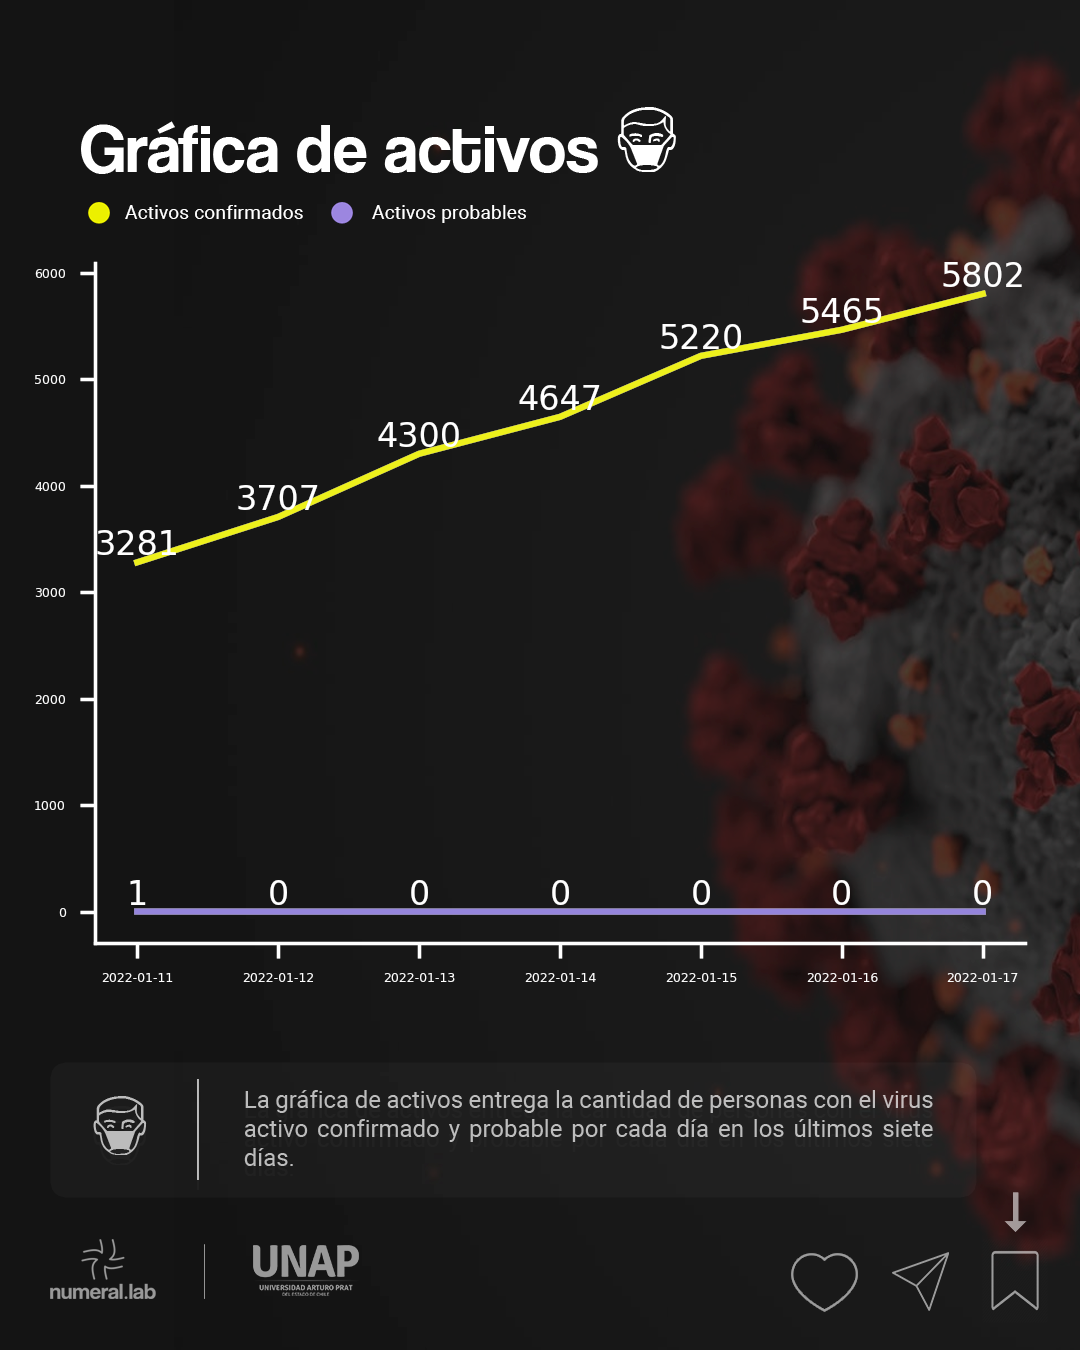 Gráfica de activos
Activos confirmados Activos probables
6000
5000
4000
3000
2000
1000
0
3281 3707 4300 4647 5220 5465 5802
1 0 0 0 0 0 0
2022-01-11 2022-01-12 2022-01-13 2022-01-14 2022-01-15 2022-01-16 2022-01-17
La gráfica de activos entrega la cantidad de personas con el virus
activo confirmado y probable por cada día en los últimos siete
días.
numeral.lab
UNAP
UNIVERSIDAD ARTURO PRAT
DEL ESTADO DE CHILE